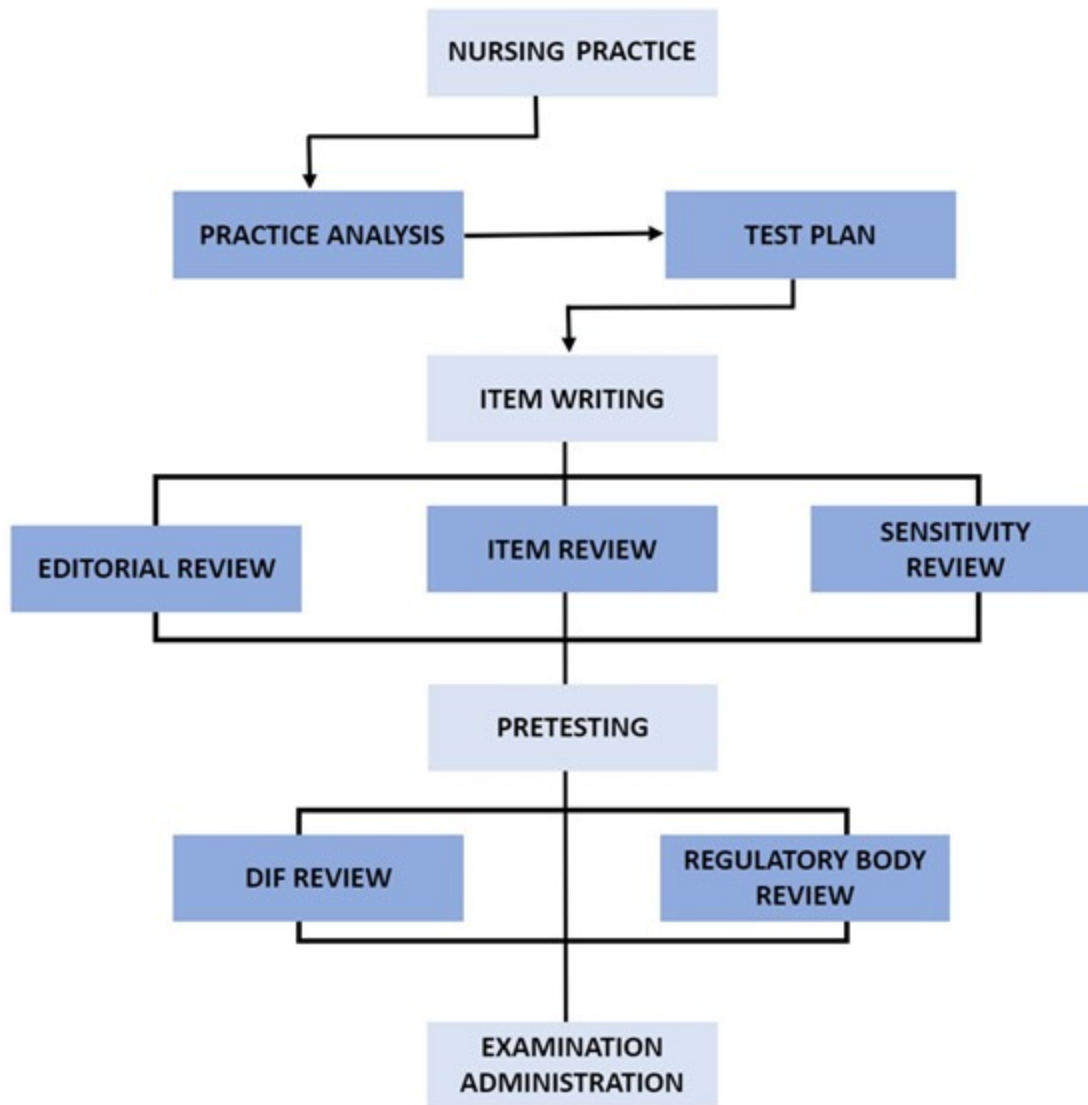 NURSING PRACTICE
PRACTICE ANALYSIS
TEST PLAN
ITEM WRITING
EDITORIAL REVIEW
ITEM REVIEW
SENSITIVITY
REVIEW
PRETESTING
DIF REVIEW
REGULATORY BODY
REVIEW
EXAMINATION
ADMINISTRATION